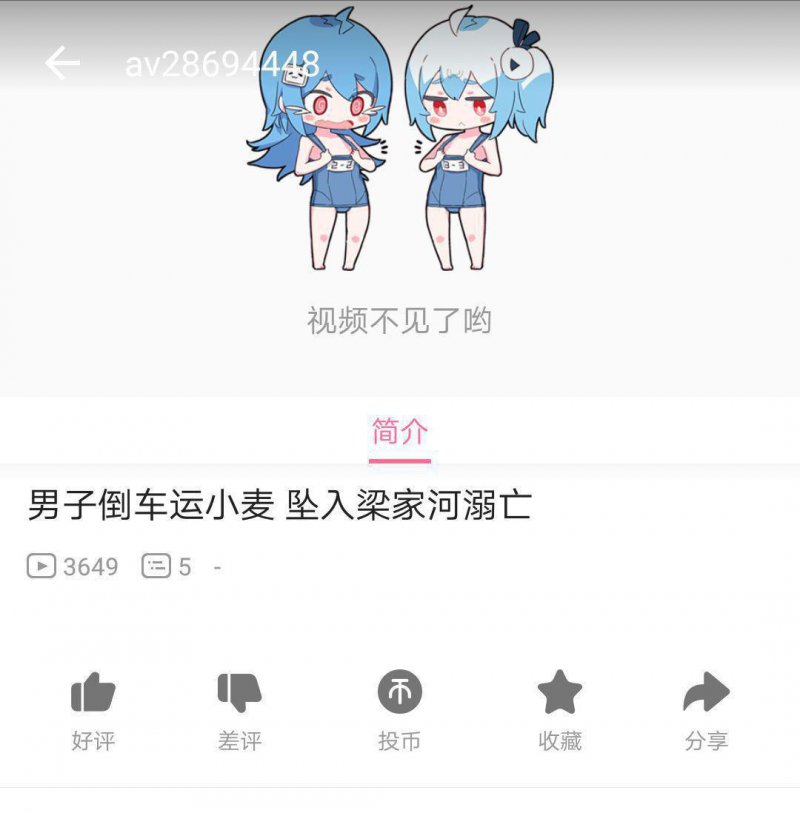 av28694448
2-2
3-3
视频不见了哟
简介
男子倒车运小麦 坠入梁家河溺亡
3649 5 -
好评 差评 投币 收藏 分享